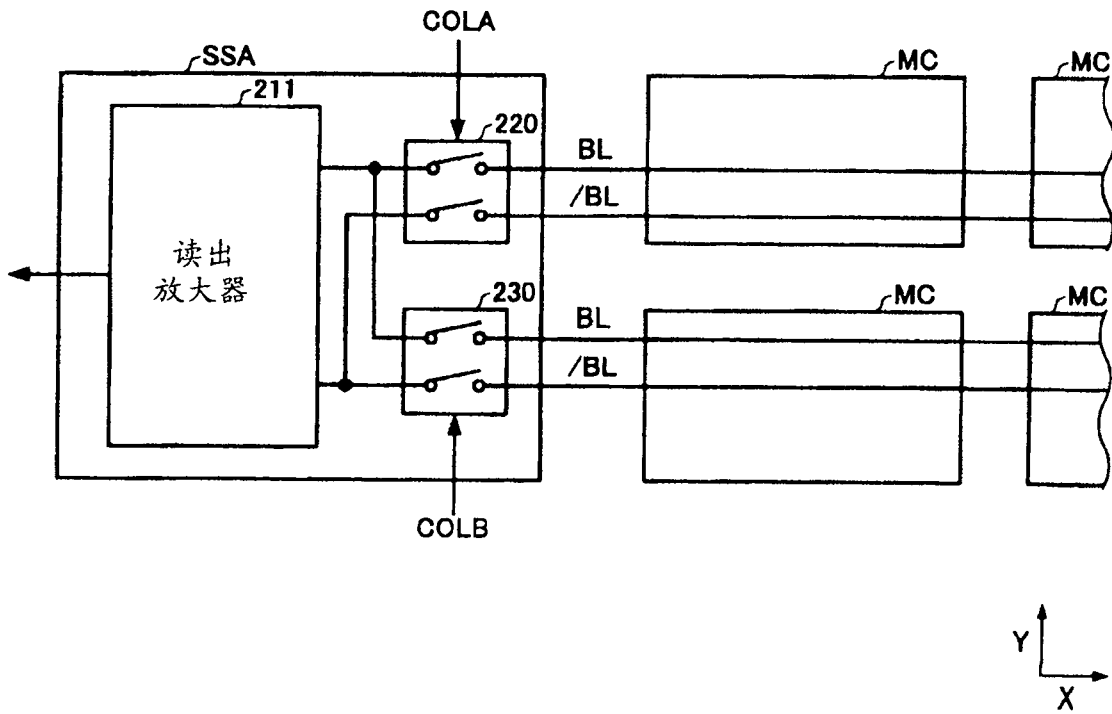 COLA
SSA
MC
MC
211
220
BL
/BL
读出
放大器
230
MC
MC
BL
/BL
COLB
Y
X